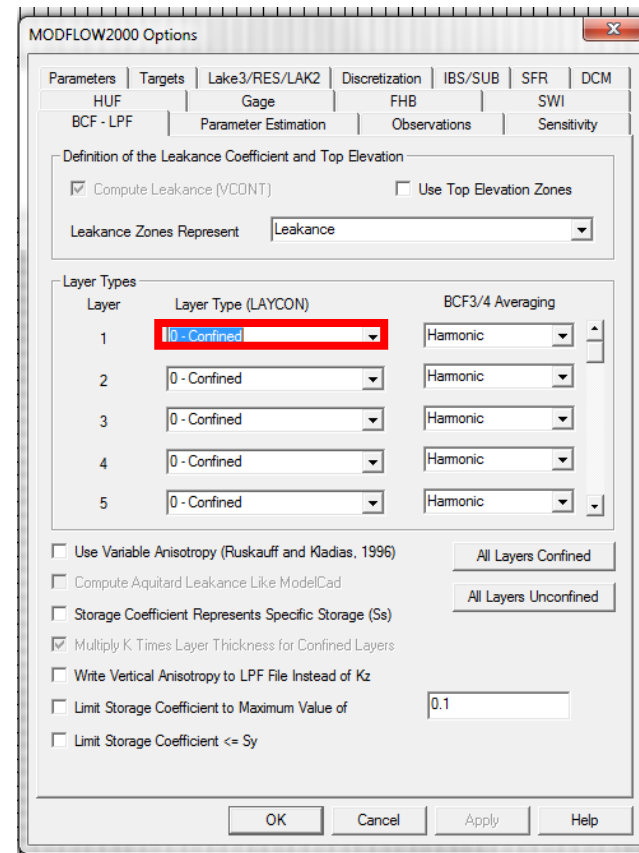 MODFLOW2000 Options
Parameters Targets Lake3/RES/LAK2 Discretization IBS/SUB SFR DCM
HUF Gage FHB SWI
BCF - LPF Parameter Estimation Observations Sensitivity
Definition of the Leakance Coefficient and Top Elevation
Compute Leakance (VCONT) Use Top Elevation Zones
Leakance Zones Represent Leakance
Layer Types
Layer Layer Type (LAYCON) BCF3/4 Averaging
1 0 - Confined Harmonic
2 0 - Confined Harmonic
3 0 - Confined Harmonic
4 0 - Confined Harmonic
5 0 - Confined Harmonic
Use Variable Anisotropy (Ruskauff and Kladias, 1996) All Layers Confined
Compute Aquitard Leakance Like ModelCad
All Layers Unconfined
Storage Coefficient Represents Specific Storage (Ss)
Multiply K Times Layer Thickness for Confined Layers
Write Vertical Anisotropy to LPF File Instead of Kz
Limit Storage Coefficient to Maximum Value of 0.1
Limit Storage Coefficient <= Sy
OK Cancel Apply Help